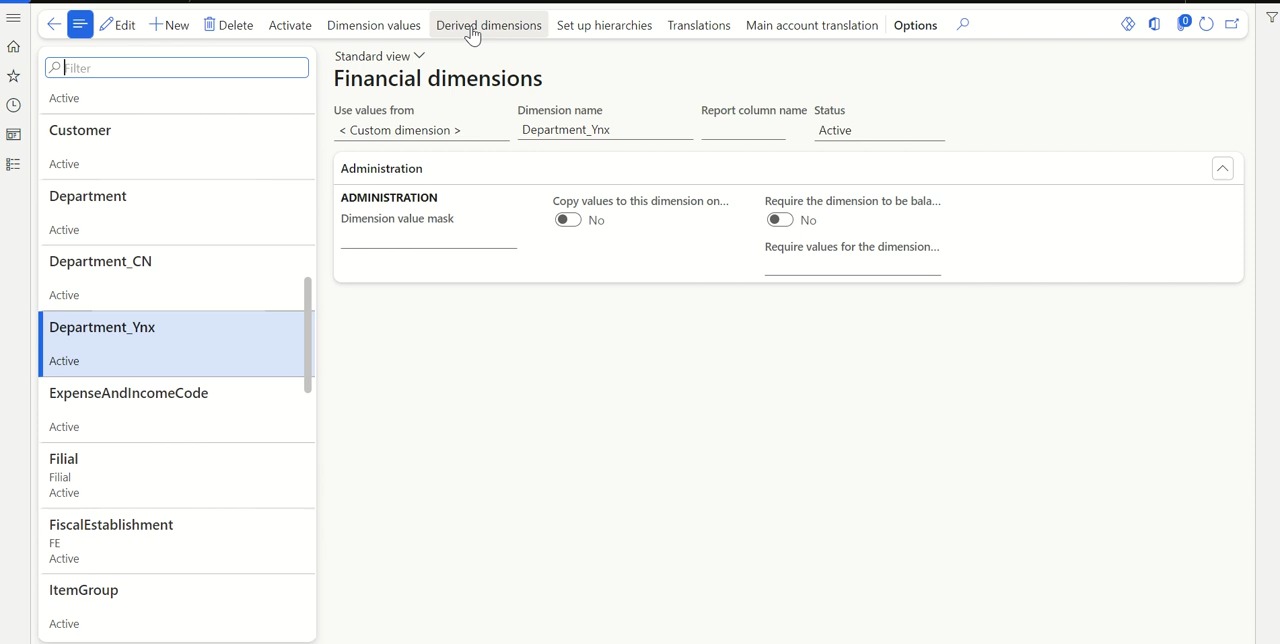 Edit
New
Delete
Activate
Dimension values
Derived dimensions
Set up hierarchies
Translations
Main account translation
Options
0
Filter
Active
Customer
Active
Department
Active
Department_CN
Active
Department_Ynx
Active
ExpenseAndIncomeCode
Active
Filial
Filial
Active
FiscalEstablishment
FE
Active
ItemGroup
Active
Standard view
Financial dimensions
Use values from
Dimension name
Report column name
Status
< Custom dimension >
Department_Ynx
Active
Administration
ADMINISTRATION
Dimension value mask
Copy values to this dimension on...
No
Require the dimension to be bala...
No
Require values for the dimension...